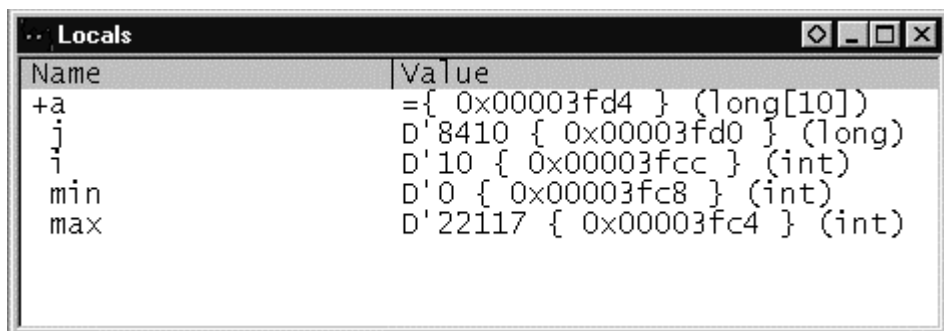 Locals
Name Value
+a ={ 0x00003fd4 } (long[10])
j D'8410 { 0x00003fd0 } (long)
i D'10 { 0x00003fcc } (int)
min D'0 { 0x00003fc8 } (int)
max D'22117 { 0x00003fc4 } (int)